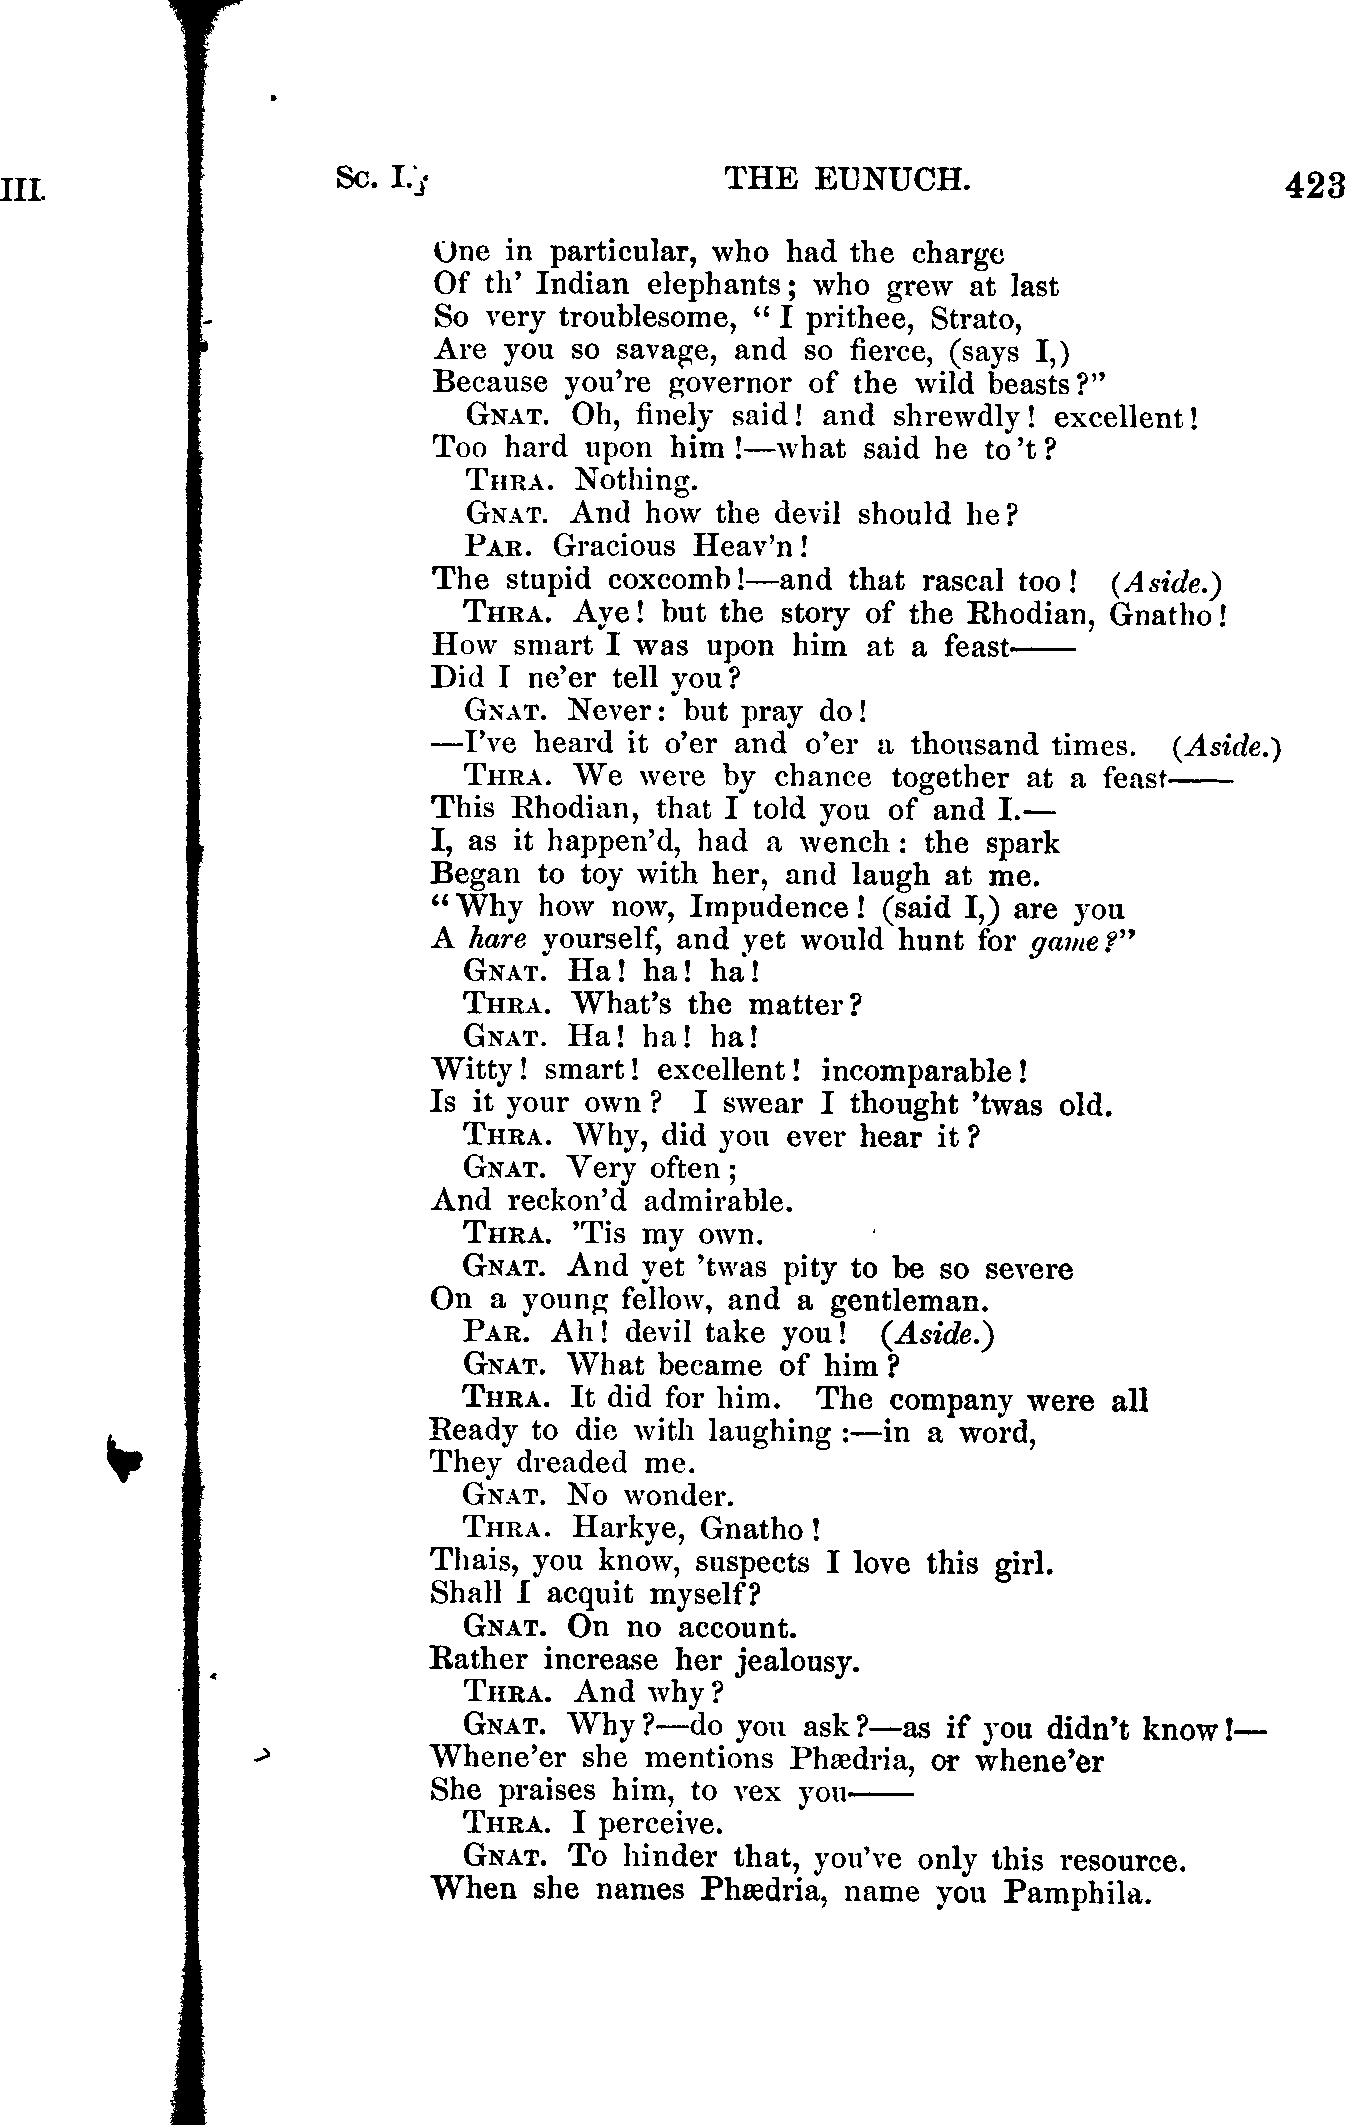 III.
Sc. I.] THE EUNUCH. 423
One in particular, who had the charge
Of th' Indian elephants; who grew at last
So very troublesome, “ I prithee, Strato,
Are you so savage, and so fierce, (says I,)
Because you're governor of the wild beasts?”
GNAT. Oh, finely said! and shrewdly! excellent!
Too hard upon him!—what said he to't?
THRA. Nothing.
GNAT. And how the devil should he?
PAR. Gracious Heav'n!
The stupid coxcomb!—and that rascal too! (Aside.)
THRA. Aye! but the story of the Rhodian, Gnatho!
How smart I was upon him at a feast——
Did I ne'er tell you?
GNAT. Never: but pray do!
—I've heard it o'er and o'er a thousand times. (Aside.)
THRA. We were by chance together at a feast——
This Rhodian, that I told you of and I.—
I, as it happen'd, had a wench: the spark
Began to toy with her, and laugh at me.
“Why how now, Impudence! (said I,) are you
A hare yourself, and yet would hunt for game?”
GNAT. Ha! ha! ha!
THRA. What's the matter?
GNAT. Ha! ha! ha!
Witty! smart! excellent! incomparable!
Is it your own? I swear I thought 'twas old.
THRA. Why, did you ever hear it?
GNAT. Very often;
And reckon'd admirable.
THRA. 'Tis my own.
GNAT. And yet 'twas pity to be so severe
On a young fellow, and a gentleman.
PAR. Ah! devil take you! (Aside.)
GNAT. What became of him?
THRA. It did for him. The company were all
Ready to die with laughing:—in a word,
They dreaded me.
GNAT. No wonder.
THRA. Harkye, Gnatho!
Thais, you know, suspects I love this girl.
Shall I acquit myself?
GNAT. On no account.
Rather increase her jealousy.
THRA. And why?
GNAT. Why?—do you ask?—as if you didn't know!—
Whene'er she mentions Phædria, or whene'er
She praises him, to vex you——
THRA. I perceive.
GNAT. To hinder that, you've only this resource.
When she names Phædria, name you Pamphila.